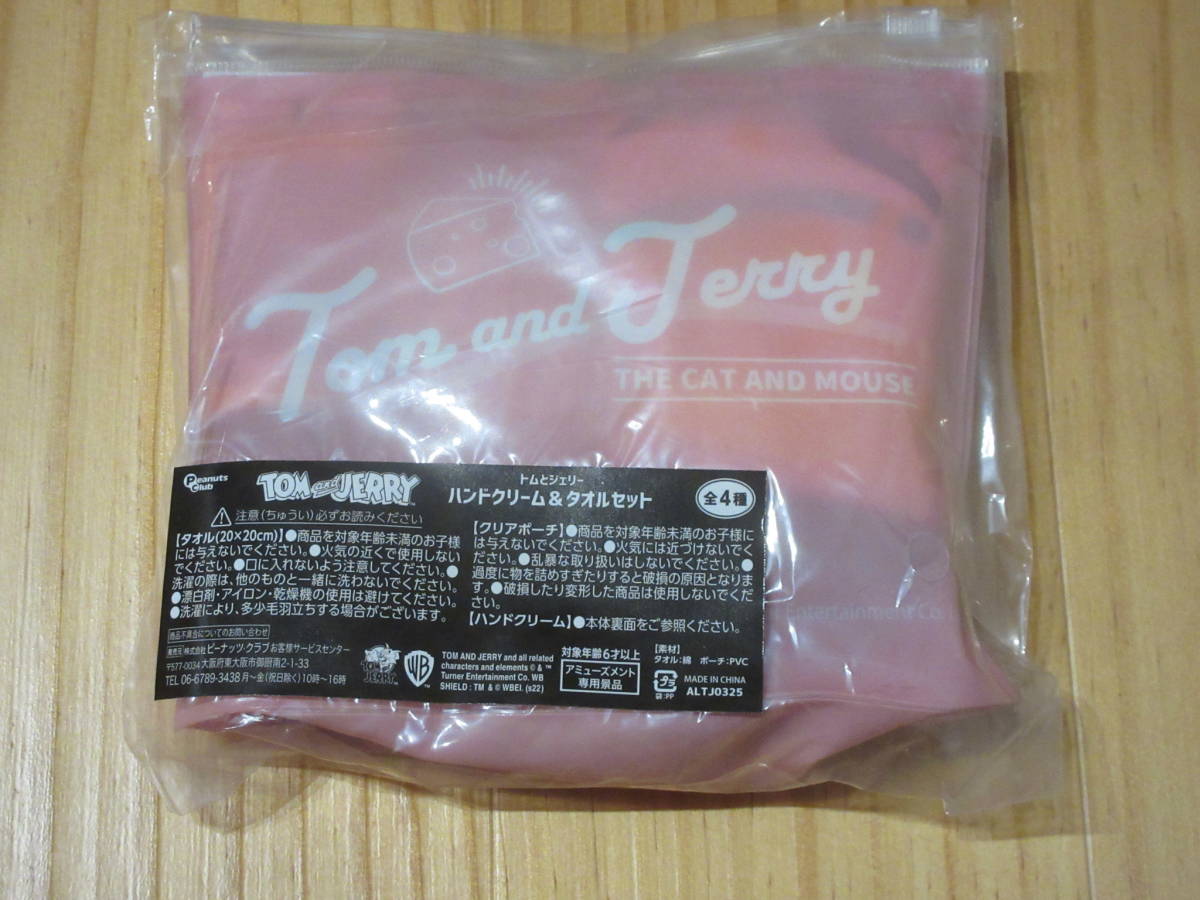 Tom and Jerry
THE CAT AND MOUSE
Peanuts Club
TOM and JERRY
トムとジェリー
ハンドクリーム&タオルセット
全4種
注意(ちゅうい)必ずお読みください
【タオル(20×20cm)】●商品を対象年齢未満のお子様
には与えないでください。●火気の近くで使用しない
でください。●口に入れないよう注意してください。●
洗濯の際は、他のものと一緒に洗わないでください。
●漂白剤・アイロン・乾燥機の使用は避けてください。
●洗濯により、多少毛羽立ちする場合がございます。
【クリアポーチ】●商品を対象年齢未満のお子様
には与えないでください。●火気には近づけないでく
ださい。●乱暴な取り扱いはしないでください。●
過度に物を詰めすぎたりすると破損の原因となりま
す。●破損したり変形した商品は使用しないでくだ
さい。
【ハンドクリーム】●本体裏面をご参照ください。
商品不具合についてのお問い合わせ
発売元 株式会社ピーナッツ・クラブお客様サービスセンター
〒577-0034大阪府東大阪市御厨南2-1-33
TEL 06-6789-3438 月〜金(祝日除く)10時〜16時
TOM and JERRY
WB
TOM AND JERRY and all related
characters and elements © & ™
Turner Entertainment Co. WB
SHIELD: TM & © WBEI. (s22)
対象年齢6才以上
アミューズメント
専用景品
プラ
袋:PP
【素材】
タオル:綿 ポーチ:PVC
MADE IN CHINA
ALTJ0325
Entertainment Co.